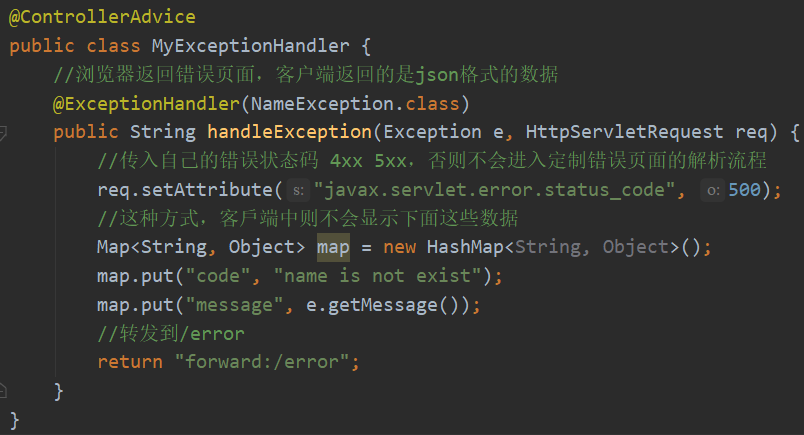 @ControllerAdvice
public class MyExceptionHandler {
//浏览器返回错误页面，客户端返回的是json格式的数据
@ExceptionHandler(NameException.class)
public String handleException(Exception e, HttpServletRequest req) {
//传入自己的错误状态码 4xx 5xx，否则不会进入定制错误页面的解析流程
req.setAttribute( s: "javax.servlet.error.status_code", o: 500);
//这种方式，客戶端中则不会显示下面这些数据
Map<String, Object> map = new HashMap<String, Object>();
map.put("code", "name is not exist");
map.put("message", e.getMessage());
//转发到/error
return "forward:/error";
}
}